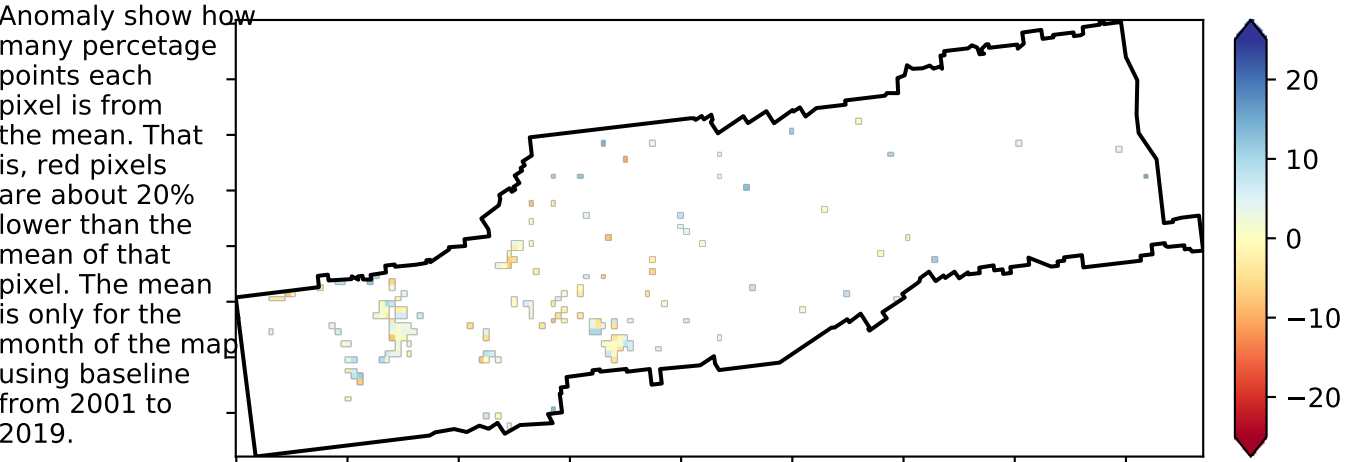 Anomaly show how
many percetage
points each
pixel is from
the mean. That
is, red pixels
are about 20%
lower than the
mean of that
pixel. The mean
is only for the
month of the map
using baseline
from 2001 to
2019.
20
10
0
−10
−20